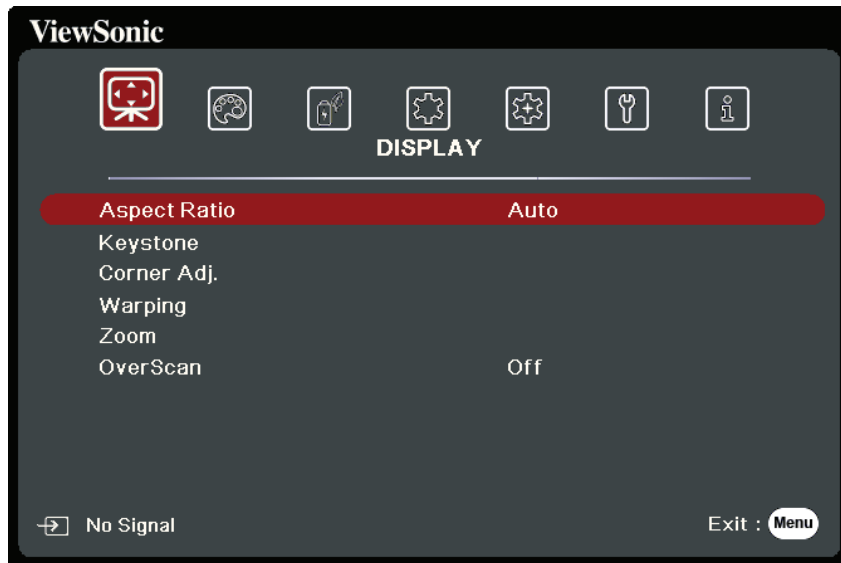 ViewSonic
DISPLAY
Aspect Ratio Auto
Keystone
Corner Adj.
Warping
Zoom
OverScan Off
No Signal Exit : Menu